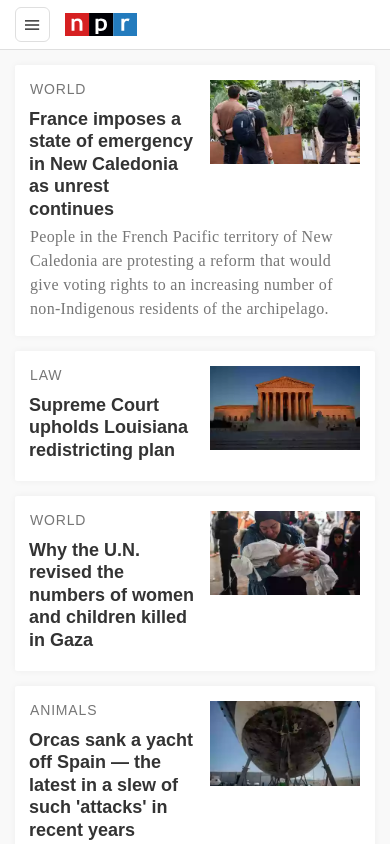 npr
WORLD
France imposes a
state of emergency
in New Caledonia
as unrest
continues
People in the French Pacific territory of New
Caledonia are protesting a reform that would
give voting rights to an increasing number of
non-Indigenous residents of the archipelago.
LAW
Supreme Court
upholds Louisiana
redistricting plan
WORLD
Why the U.N.
revised the
numbers of women
and children killed
in Gaza
ANIMALS
Orcas sank a yacht
off Spain — the
latest in a slew of
such 'attacks' in
recent years